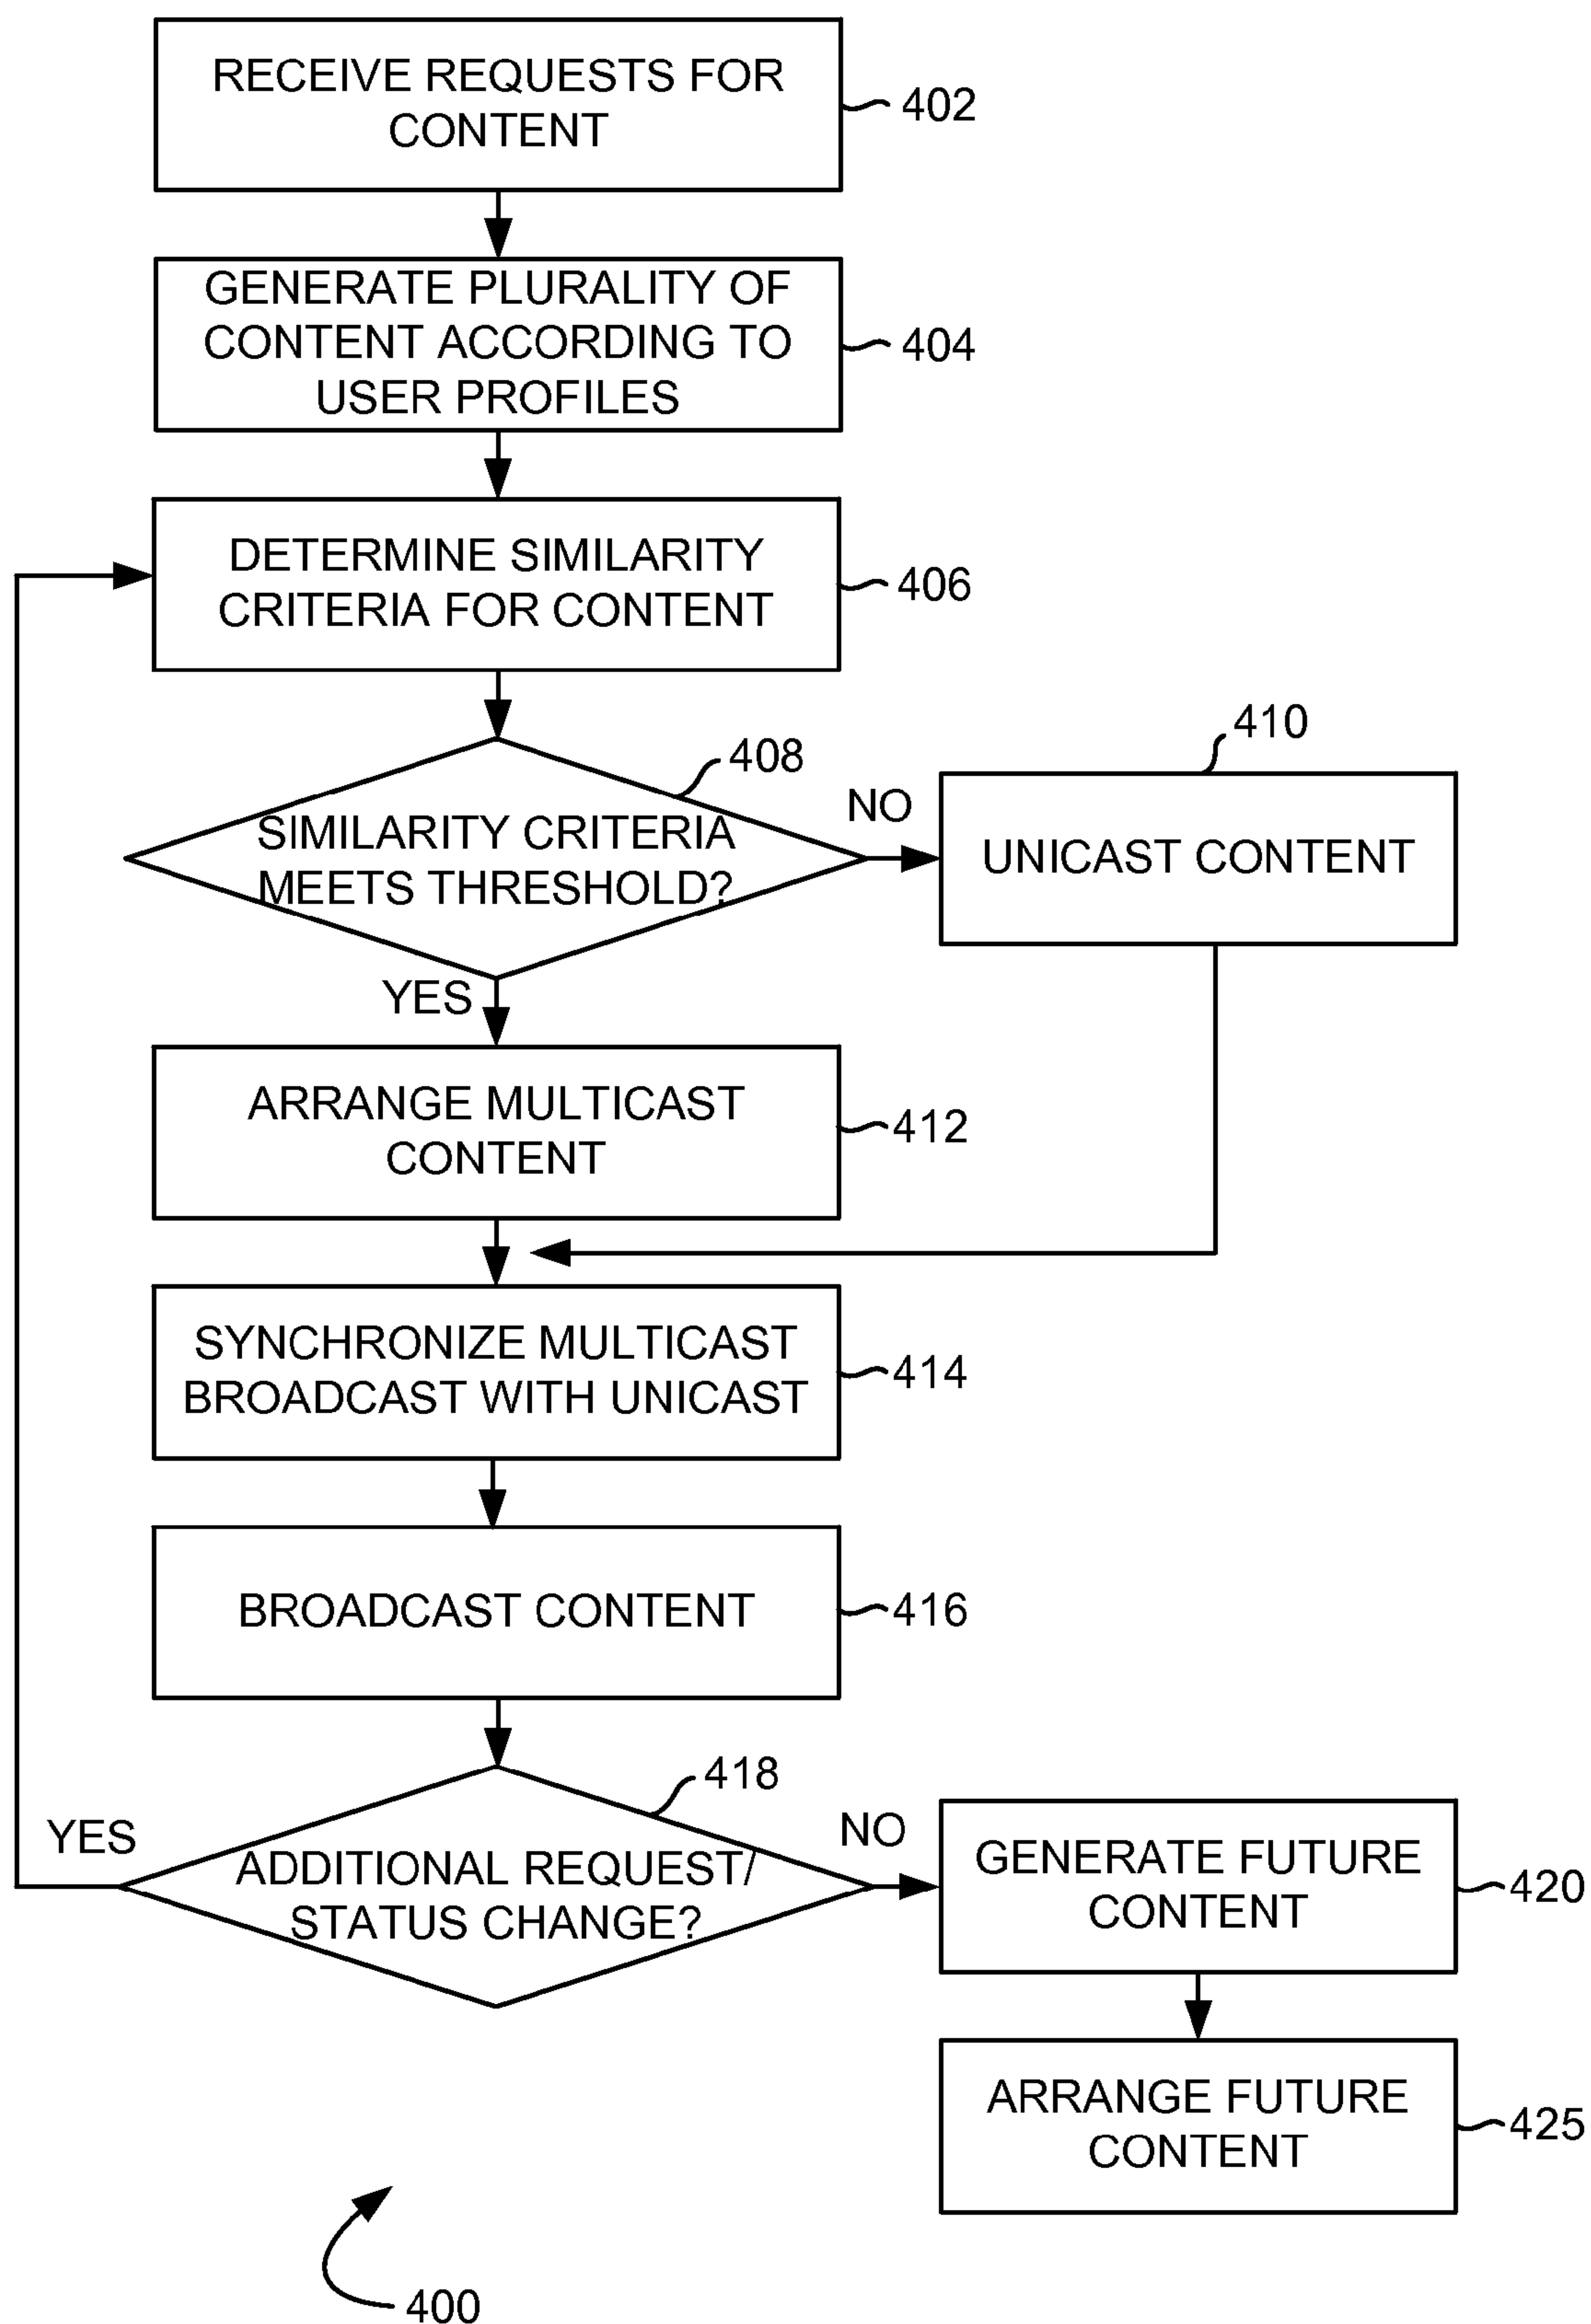 RECEIVE REQUESTS FOR
CONTENT
402
GENERATE PLURALITY OF
CONTENT ACCORDING TO
USER PROFILES
404
DETERMINE SIMILARITY
CRITERIA FOR CONTENT
406
408
SIMILARITY CRITERIA
MEETS THRESHOLD?
NO
410
UNICAST CONTENT
YES
ARRANGE MULTICAST
CONTENT
412
SYNCHRONIZE MULTICAST
BROADCAST WITH UNICAST
414
BROADCAST CONTENT
416
418
YES
ADDITIONAL REQUEST/
STATUS CHANGE?
NO
GENERATE FUTURE
CONTENT
420
ARRANGE FUTURE
CONTENT
425
400